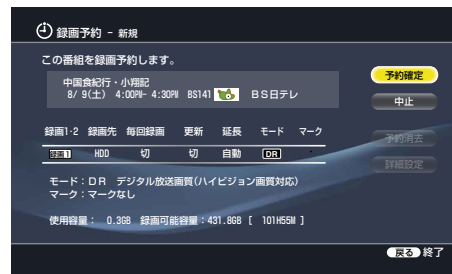 録画予約 - 新規
この番組を録画予約します。
中国食紀行・小翔記
8/ 9(土) 4:00PM- 4:30PM BS141 BS日テレ
予約確定
中止
予約消去
詳細設定
録画1·2 録画先 毎回録画 更新 延長 モード マーク
録画1 HDD 切 切 自動 DR
モード：DR デジタル放送画質(ハイビジョン画質対応)
マーク：マークなし
使用容量： 0.3GB 録画可能容量：431.8GB [ 101H55M ]
戻る 終了